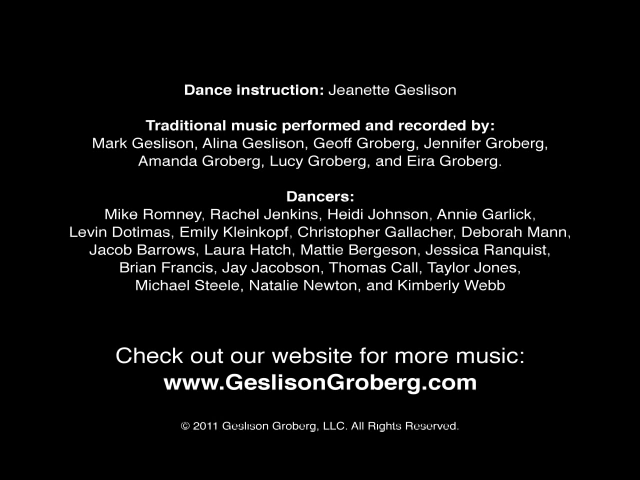 Dance instruction: Jeanette Geslison
Traditional music performed and recorded by:
Mark Geslison, Alina Geslison, Geoff Groberg, Jennifer Groberg,
Amanda Groberg, Lucy Groberg, and Eira Groberg.
Dancers:
Mike Romney, Rachel Jenkins, Heidi Johnson, Annie Garlick,
Levin Dotimas, Emily Kleinkopf, Christopher Gallacher, Deborah Mann,
Jacob Barrows, Laura Hatch, Mattie Bergeson, Jessica Ranquist,
Brian Francis, Jay Jacobson, Thomas Call, Taylor Jones,
Michael Steele, Natalie Newton, and Kimberly Webb
Check out our website for more music:
www.GeslisonGroberg.com
© 2011 Geslison Groberg, LLC. All Rights Reserved.